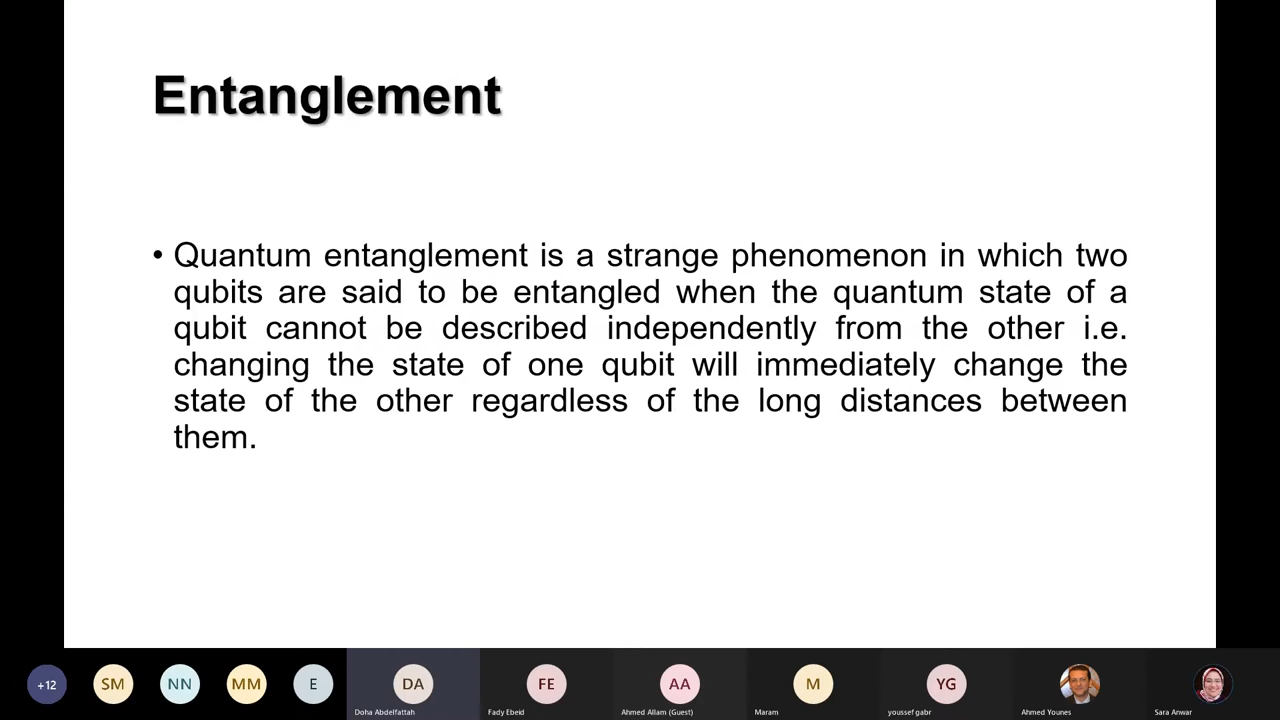 Entanglement
• Quantum entanglement is a strange phenomenon in which two
qubits are said to be entangled when the quantum state of a
qubit cannot be described independently from the other i.e.
changing the state of one qubit will immediately change the
state of the other regardless of the long distances between
them.
+12 SM NN MM E DA FE AA M YG
Doha Abdelfattah Fady Ebeid Ahmed Allam (Guest) Maram youssef gabr Ahmed Younes Sara Anwar